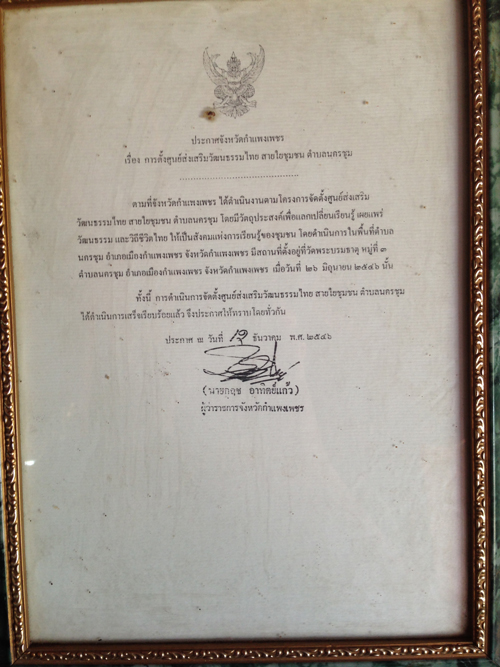 ประกาศจังหวัดกำแพงเพชร
เรื่อง การตั้งศูนย์ส่งเสริมวัฒนธรรมไทย สายใยชุมชน ตำบลนครชุม
ตามที่จังหวัดกำแพงเพชร ได้ดำเนินงานตามโครงการจัดตั้งศูนย์ส่งเสริม
วัฒนธรรมไทย สายใยชุมชน ตำบลนครชุม โดยมีวัตถุประสงค์เพื่อแลกเปลี่ยนเรียนรู้ เผยแพร่
วัฒนธรรม และวิถีชีวิตไทย ให้เป็นสังคมแห่งการเรียนรู้ของชุมชน โดยดำเนินการในพื้นที่ตำบล
นครชุม อำเภอเมืองกำแพงเพชร จังหวัดกำแพงเพชร มีสถานที่ตั้งอยู่ที่วัดพระบรมธาตุ หมู่ที่ ๓
ตำบลนครชุม อำเภอเมืองกำแพงเพชร จังหวัดกำแพงเพชร เมื่อวันที่ ๒๖ มิถุนายน ๒๕๔๖ นั้น
ทั้งนี้ การดำเนินการจัดตั้งศูนย์ส่งเสริมวัฒนธรรมไทย สายใยชุมชน ตำบลนครชุม
ได้ดำเนินการเสร็จเรียบร้อยแล้ว จึงประกาศให้ทราบโดยทั่วกัน
ประกาศ ณ วันที่ ๑๒ ธันวาคม พ.ศ.๒๕๔๖
(นายกฤช อาทิตย์แก้ว)
ผู้ว่าราชการจังหวัดกำแพงเพชร